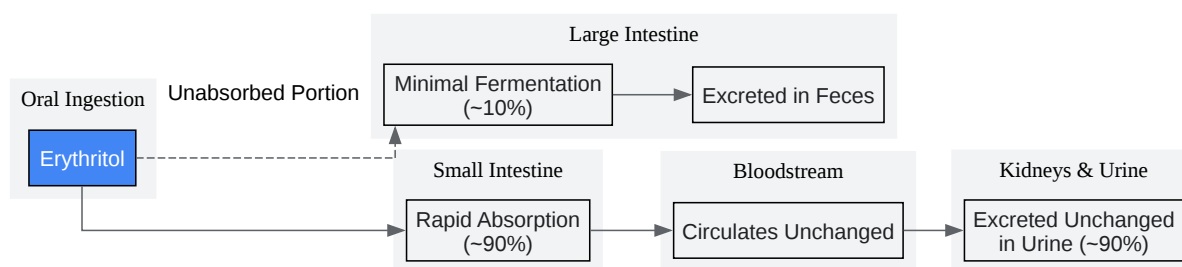 Large Intestine
Minimal Fermentation
(~10%)
Excreted in Feces
Oral Ingestion
Unabsorbed Portion
Erythritol
Small Intestine
Rapid Absorption
(~90%)
Bloodstream
Circulates Unchanged
Kidneys & Urine
Excreted Unchanged
in Urine (~90%)